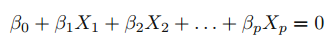 β₀ + β₁X₁ + β₂X₂ + . . . + βₚXₚ = 0